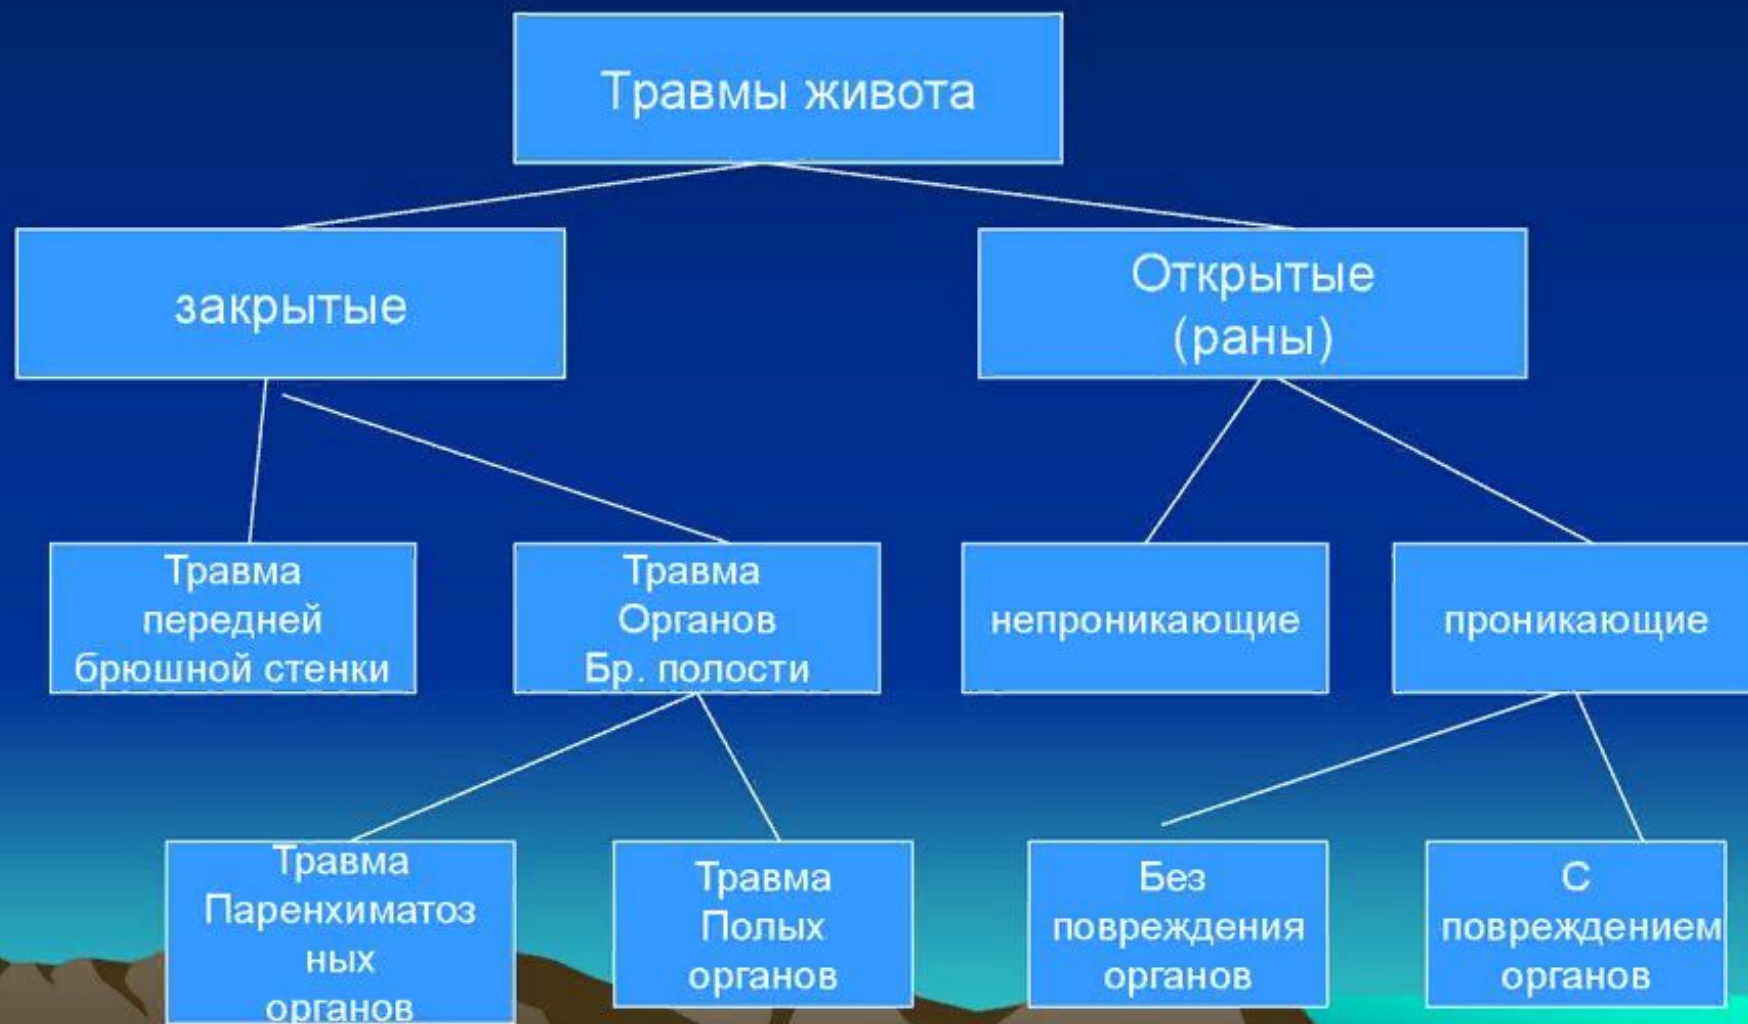 Травмы живота
закрытые
Открытые
(раны)
Травма
передней
брюшной стенки
Травма
Органов
Бр. полости
непроникающие
проникающие
Травма
Паренхиматоз
ных
органов
Травма
Полых
органов
Без
повреждения
органов
С
повреждением
органов